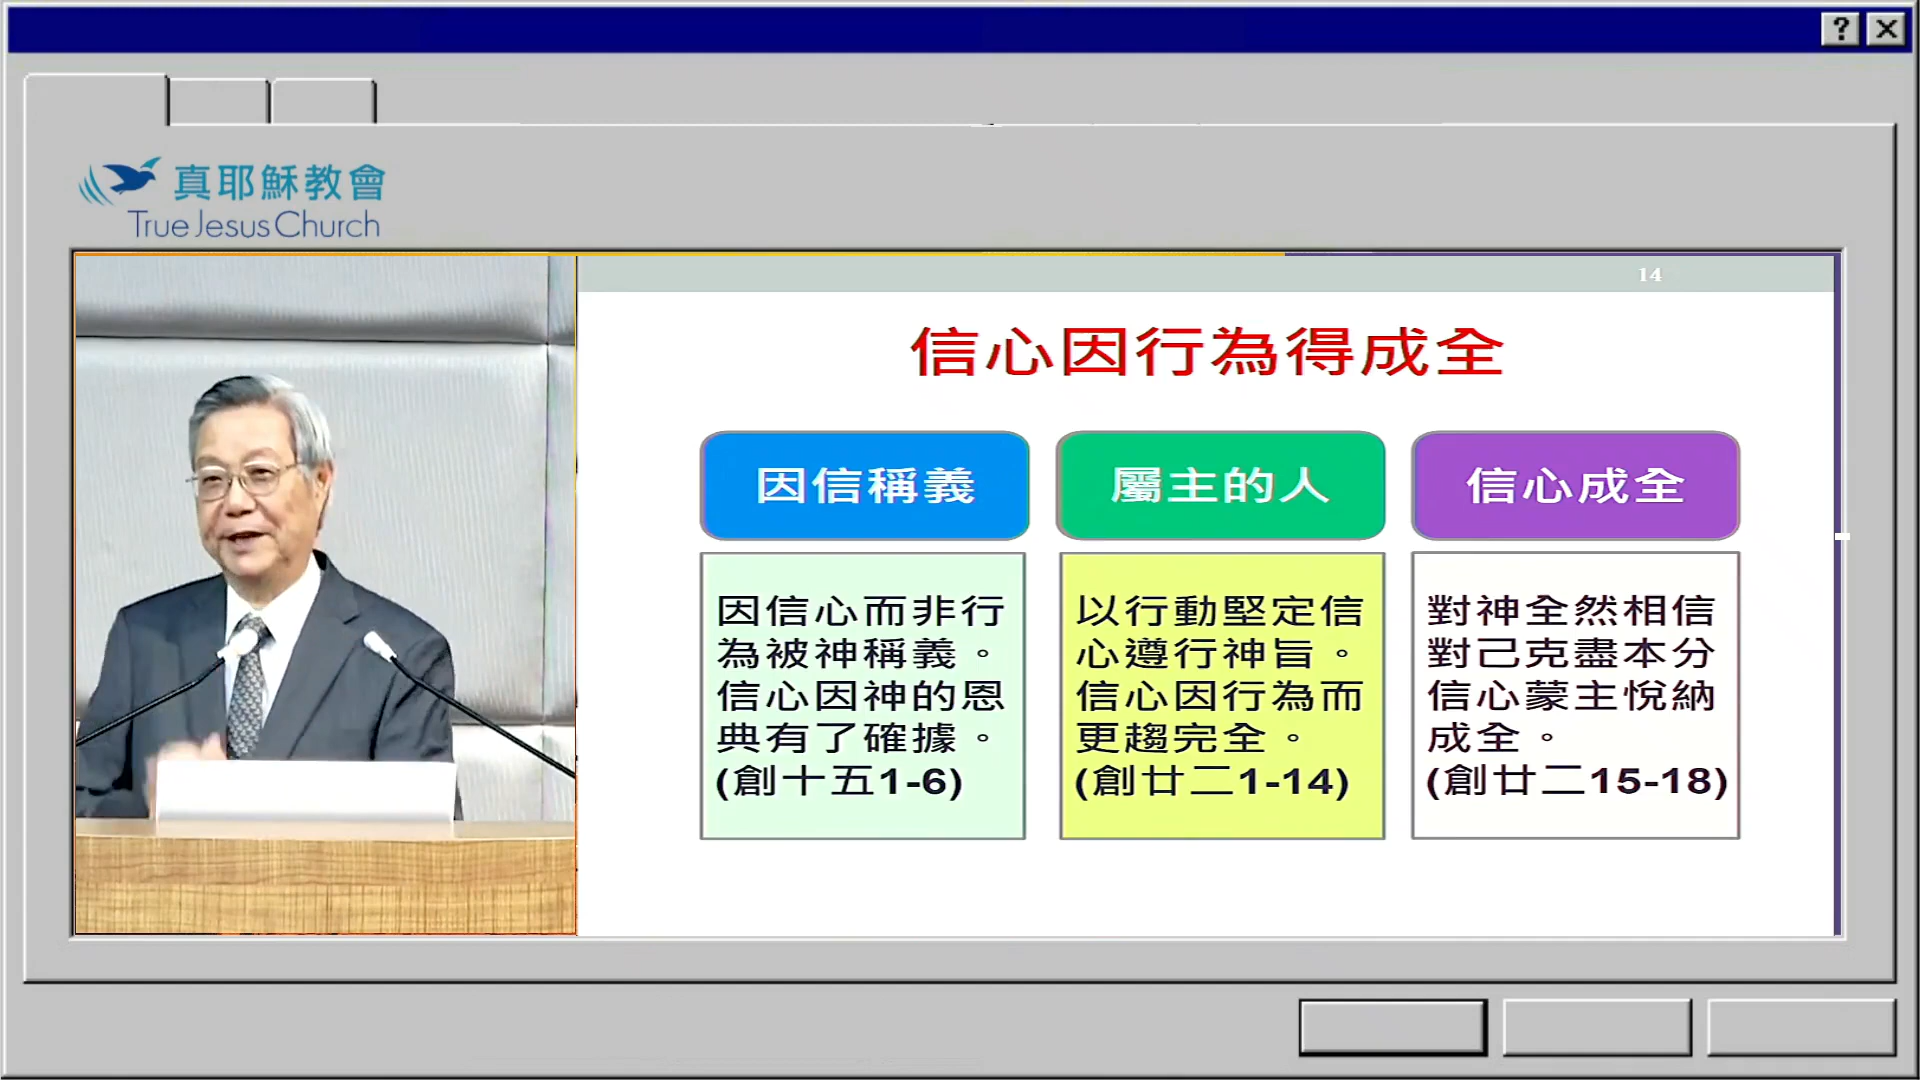 ?
真耶穌教會
True Jesus Church
14
信心因行為得成全
因信稱義
屬主的人
信心成全
因信心而非行
為被神稱義。
信心因神的恩
典有了確據。
(創十五1-6)
以行動堅定信
心遵行神旨。
信心因行為而
更趨完全。
(創廿二1-14)
對神全然相信
對己克盡本分
信心蒙主悅納
成全。
(創廿二15-18)